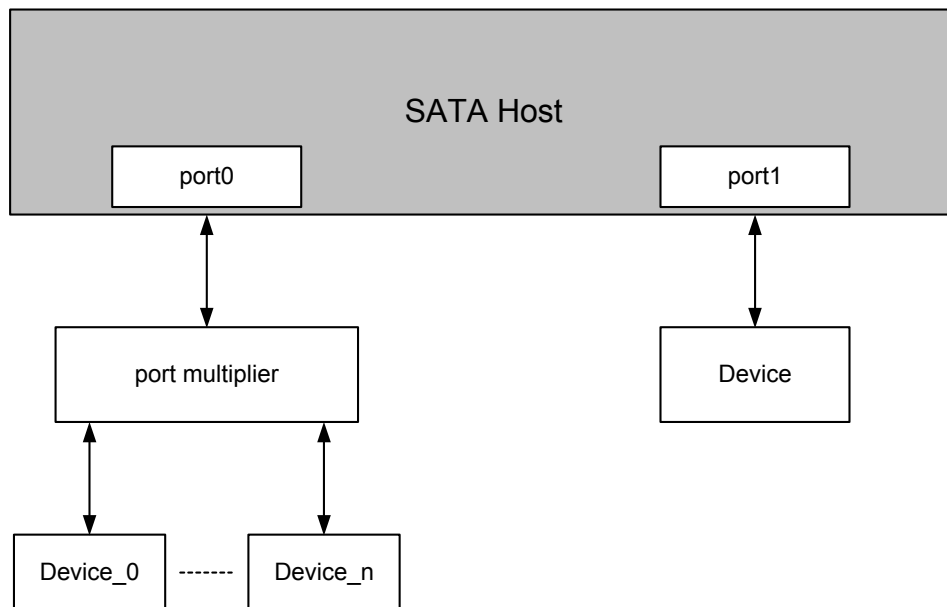 SATA Host
port0
port1
port multiplier
Device
Device_0
Device_n